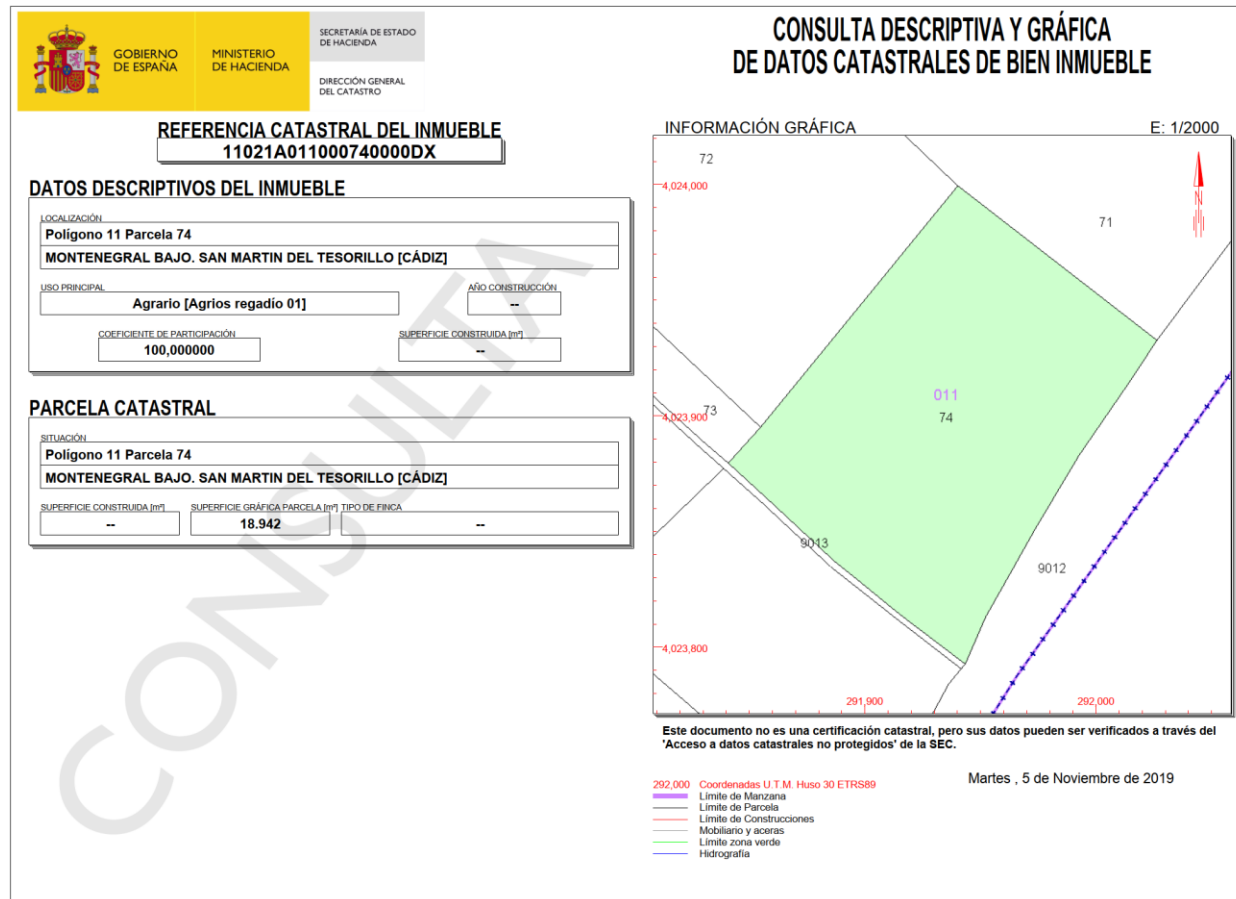 GOBIERNO
DE ESPAÑA
MINISTERIO
DE HACIENDA
SECRETARÍA DE ESTADO
DE HACIENDA
DIRECCIÓN GENERAL
DEL CATASTRO
CONSULTA DESCRIPTIVA Y GRÁFICA
DE DATOS CATASTRALES DE BIEN INMUEBLE
REFERENCIA CATASTRAL DEL INMUEBLE
11021A011000740000DX
DATOS DESCRIPTIVOS DEL INMUEBLE
LOCALIZACIÓN
Polígono 11 Parcela 74
MONTENEGRAL BAJO. SAN MARTIN DEL TESORILLO [CÁDIZ]
USO PRINCIPAL
Agrario [Agrios regadío 01]
AÑO CONSTRUCCIÓN
--
COEFICIENTE DE PARTICIPACIÓN
100,000000
SUPERFICIE CONSTRUIDA [m²]
--
PARCELA CATASTRAL
SITUACIÓN
Polígono 11 Parcela 74
MONTENEGRAL BAJO. SAN MARTIN DEL TESORILLO [CÁDIZ]
SUPERFICIE CONSTRUIDA [m²]
--
SUPERFICIE GRÁFICA PARCELA [m²]
18.942
TIPO DE FINCA
--
CONSULTA
INFORMACIÓN GRÁFICA
E: 1/2000
72
4,024,000
71
N
011
74
73
4,023,900
9013
9012
4,023,800
291,900
292,000
Este documento no es una certificación catastral, pero sus datos pueden ser verificados a través del
'Acceso a datos catastrales no protegidos' de la SEC.
Martes , 5 de Noviembre de 2019
292,000 Coordenadas U.T.M. Huso 30 ETRS89
Límite de Manzana
Límite de Parcela
Límite de Construcciones
Mobiliario y aceras
Límite zona verde
Hidrografía